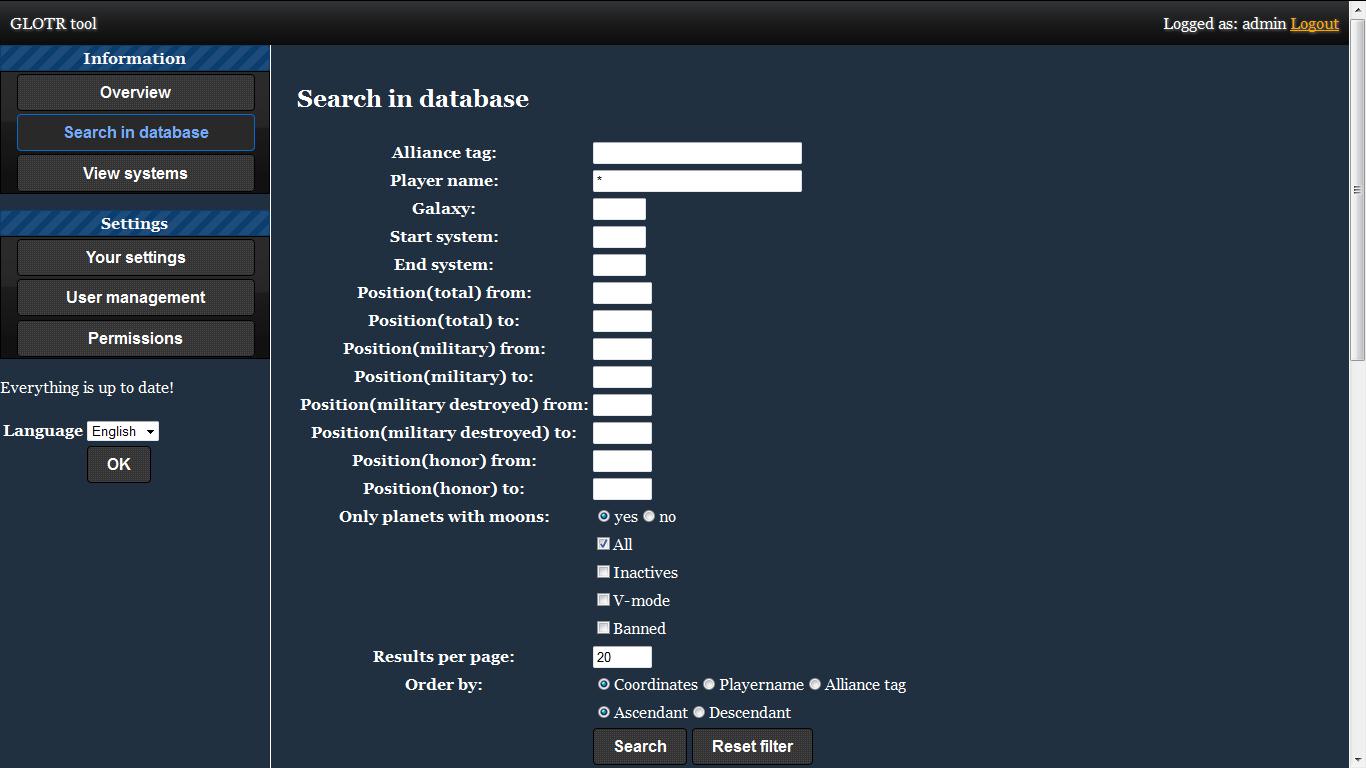 GLOTR tool
Logged as: admin Logout
Information
Overview
Search in database
View systems
Settings
Your settings
User management
Permissions
Everything is up to date!
Language English
OK
Search in database
Alliance tag:
Player name: *
Galaxy:
Start system:
End system:
Position(total) from:
Position(total) to:
Position(military) from:
Position(military) to:
Position(military destroyed) from:
Position(military destroyed) to:
Position(honor) from:
Position(honor) to:
Only planets with moons: yes no
All
Inactives
V-mode
Banned
Results per page: 20
Order by: Coordinates Playername Alliance tag
Ascendant Descendant
Search Reset filter